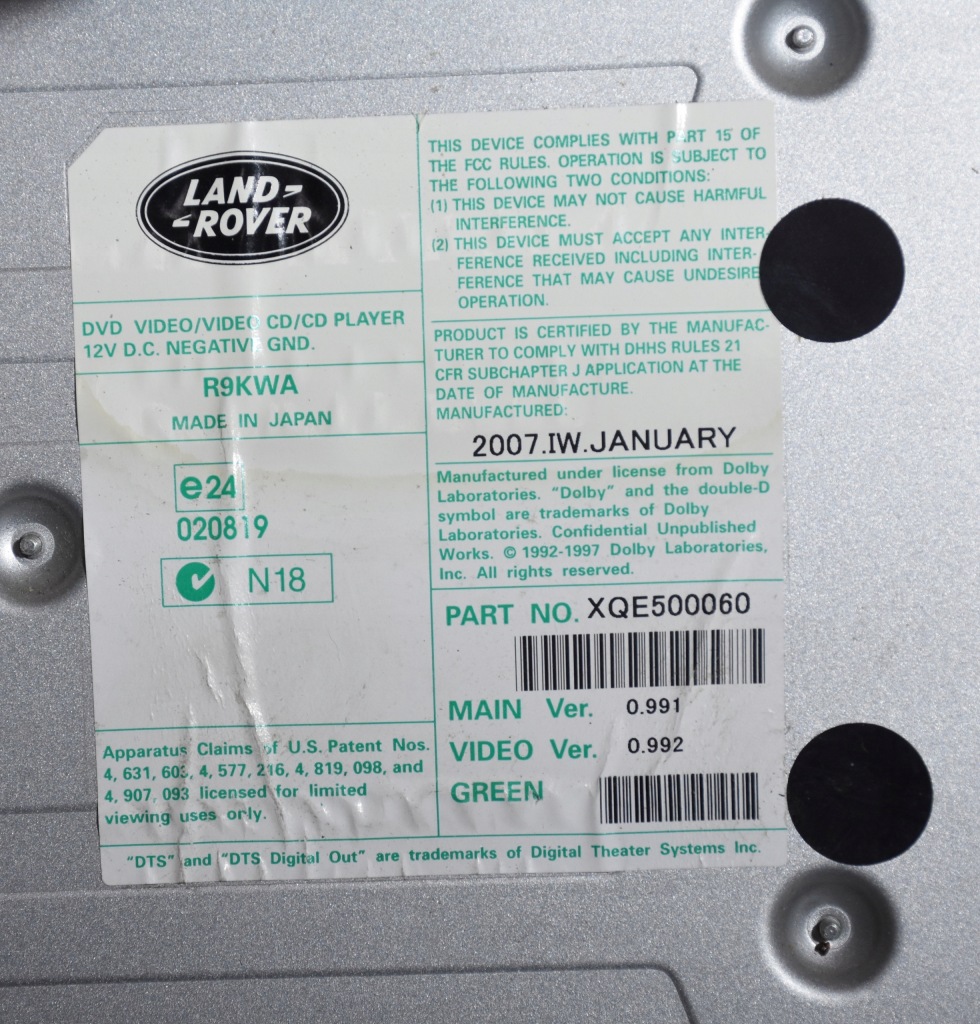 LAND-
-ROVER
DVD VIDEO/VIDEO CD/CD PLAYER
12V D.C. NEGATIVE GND.
R9KWA
MADE IN JAPAN
e24
020819
N18
Apparatus Claims of U.S. Patent Nos.
4, 631, 603, 4, 577, 216, 4, 819, 098, and
4, 907, 093 licensed for limited
viewing uses only.
THIS DEVICE COMPLIES WITH PART 15 OF
THE FCC RULES. OPERATION IS SUBJECT TO
THE FOLLOWING TWO CONDITIONS:
(1) THIS DEVICE MAY NOT CAUSE HARMFUL
INTERFERENCE.
(2) THIS DEVICE MUST ACCEPT ANY INTER-
FERENCE RECEIVED INCLUDING INTER-
FERENCE THAT MAY CAUSE UNDESIRE
OPERATION.
PRODUCT IS CERTIFIED BY THE MANUFAC-
TURER TO COMPLY WITH DHHS RULES 21
CFR SUBCHAPTER J APPLICATION AT THE
DATE OF MANUFACTURE.
MANUFACTURED:
2007.IW.JANUARY
Manufactured under license from Dolby
Laboratories. “Dolby” and the double-D
symbol are trademarks of Dolby
Laboratories. Confidential Unpublished
Works. © 1992-1997 Dolby Laboratories,
Inc. All rights reserved.
PART NO. XQE500060
MAIN Ver. 0.991
VIDEO Ver. 0.992
GREEN
“DTS” and “DTS Digital Out” are trademarks of Digital Theater Systems Inc.